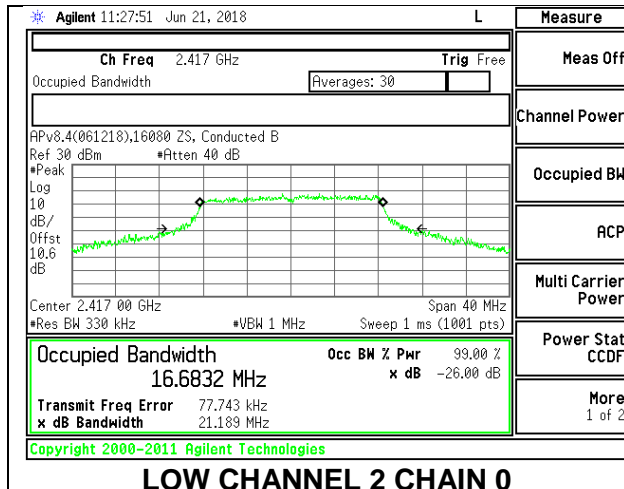 Agilent 11:27:51 Jun 21, 2018 L
Measure
Ch Freq 2.417 GHz Trig Free
Meas Off
Occupied Bandwidth Averages: 30
Channel Power
APv8.4(061218),16080 ZS, Conducted B
Ref 30 dBm #Atten 40 dB
#Peak
Log
10
dB/
Offst
10.6
dB
Occupied BW
ACP
Center 2.417 00 GHz Span 40 MHz
#Res BW 330 kHz #VBW 1 MHz Sweep 1 ms (1001 pts)
Multi Carrier
Power
Occupied Bandwidth Occ BW % Pwr 99.00 %
16.6832 MHz x dB -26.00 dB
Power Stat
CCDF
Transmit Freq Error 77.743 kHz
x dB Bandwidth 21.189 MHz
More
1 of 2
Copyright 2000-2011 Agilent Technologies
LOW CHANNEL 2 CHAIN 0